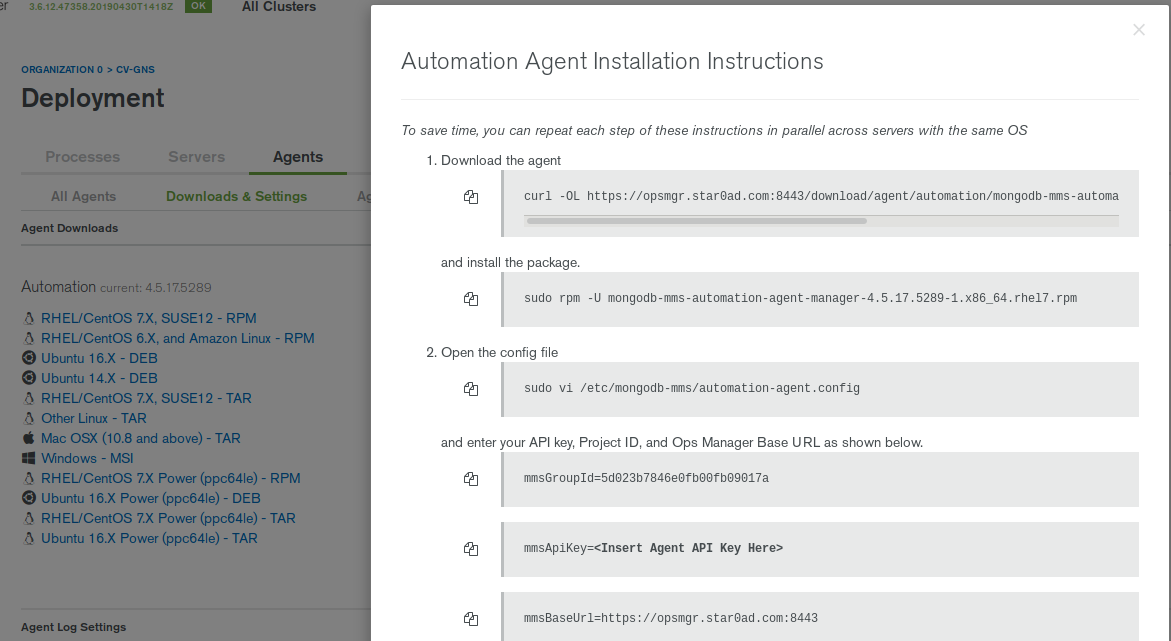 er 3.6.12.47358.20190430T1418Z OK All Clusters
ORGANIZATION 0 > CV-GNS
Deployment
Processes Servers Agents
All Agents Downloads & Settings Ag
Agent Downloads
Automation current: 4.5.17.5289
RHEL/CentOS 7.X, SUSE12 - RPM
RHEL/CentOS 6.X, and Amazon Linux - RPM
Ubuntu 16.X - DEB
Ubuntu 14.X - DEB
RHEL/CentOS 7.X, SUSE12 - TAR
Other Linux - TAR
Mac OSX (10.8 and above) - TAR
Windows - MSI
RHEL/CentOS 7.X Power (ppc64le) - RPM
Ubuntu 16.X Power (ppc64le) - DEB
RHEL/CentOS 7.X Power (ppc64le) - TAR
Ubuntu 16.X Power (ppc64le) - TAR
Agent Log Settings
Automation Agent Installation Instructions
To save time, you can repeat each step of these instructions in parallel across servers with the same OS
1. Download the agent
curl -OL https://opsmgr.star0ad.com:8443/download/agent/automation/mongodb-mms-automa
and install the package.
sudo rpm -U mongodb-mms-automation-agent-manager-4.5.17.5289-1.x86_64.rhel7.rpm
2. Open the config file
sudo vi /etc/mongodb-mms/automation-agent.config
and enter your API key, Project ID, and Ops Manager Base URL as shown below.
mmsGroupId=5d023b7846e0fb00fb09017a
mmsApiKey=<Insert Agent API Key Here>
mmsBaseUrl=https://opsmgr.star0ad.com:8443